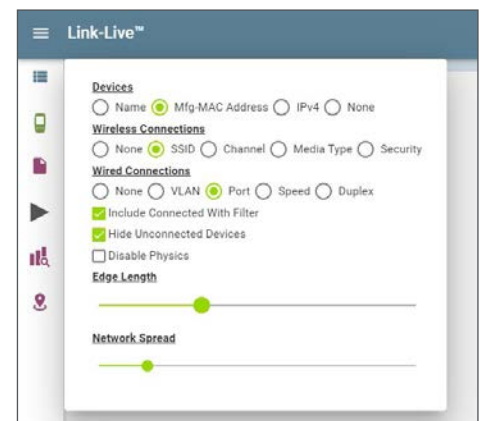 Link-Live™
Devices
Name Mfg-MAC Address IPv4 None
Wireless Connections
None SSID Channel Media Type Security
Wired Connections
None VLAN Port Speed Duplex
Include Connected With Filter
Hide Unconnected Devices
Disable Physics
Edge Length
Network Spread